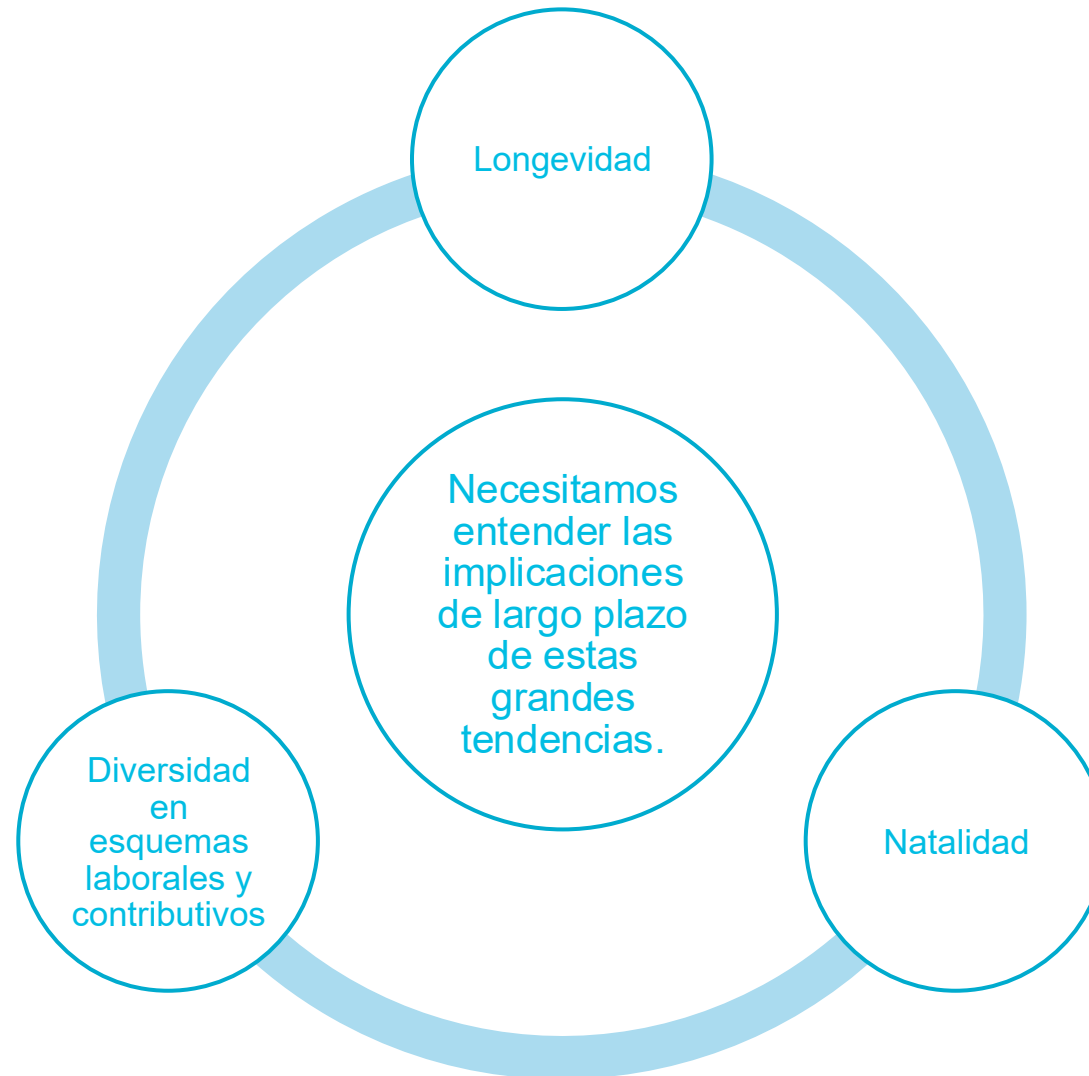 Longevidad
Necesitamos
entender las
implicaciones
de largo plazo
de estas
grandes
tendencias.
Diversidad
en
esquemas
laborales y
contributivos
Natalidad